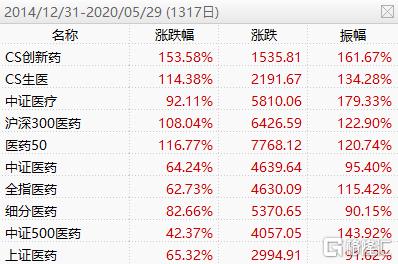 2014/12/31-2020/05/29 (1317日)
名称 涨跌幅 涨跌 振幅
CS创新药 153.58% 1535.81 161.67%
CS生医 114.38% 2191.67 134.28%
中证医疗 92.11% 5810.06 179.33%
沪深300医药 108.04% 6426.59 122.90%
医药50 116.77% 7768.12 120.74%
中证医药 64.24% 4639.64 95.40%
全指医药 62.73% 4630.09 115.42%
细分医药 82.66% 5370.65 90.15%
中证500医药 42.37% 4057.05 143.92%
上证医药 65.32% 2994.91 91.62%
格隆汇